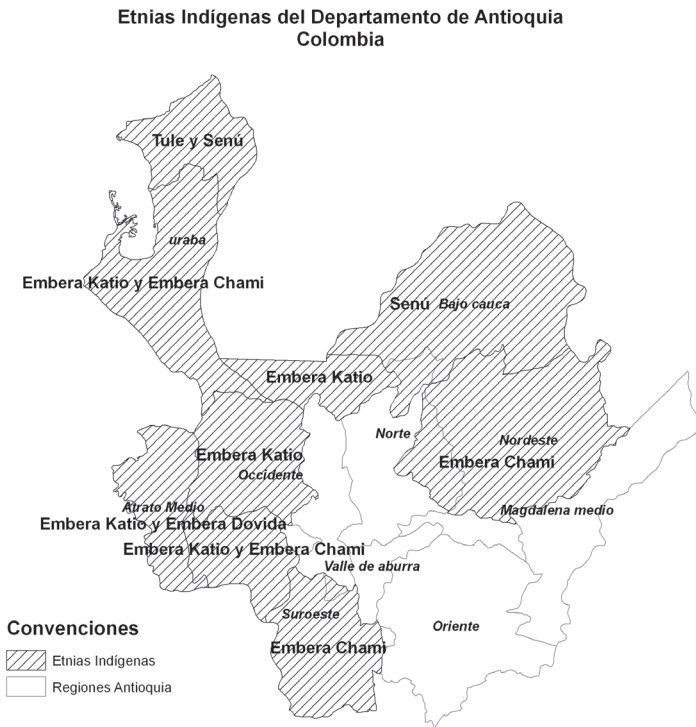 Etnias Indígenas del Departamento de Antioquia
Colombia
Tule y Senú
uraba
Embera Katio y Embera Chami
Senú
Bajo cauca
Embera Katio
Norte
Nordeste
Embera Chami
Embera Katio
Occidente
Atrato Medio
Magdalena medio
Embera Katio y Embera Dovida
Embera Katio y Embera Chami
Valle de aburra
Suroeste
Oriente
Embera Chami
Convenciones
Etnias Indígenas
Regiones Antioquia